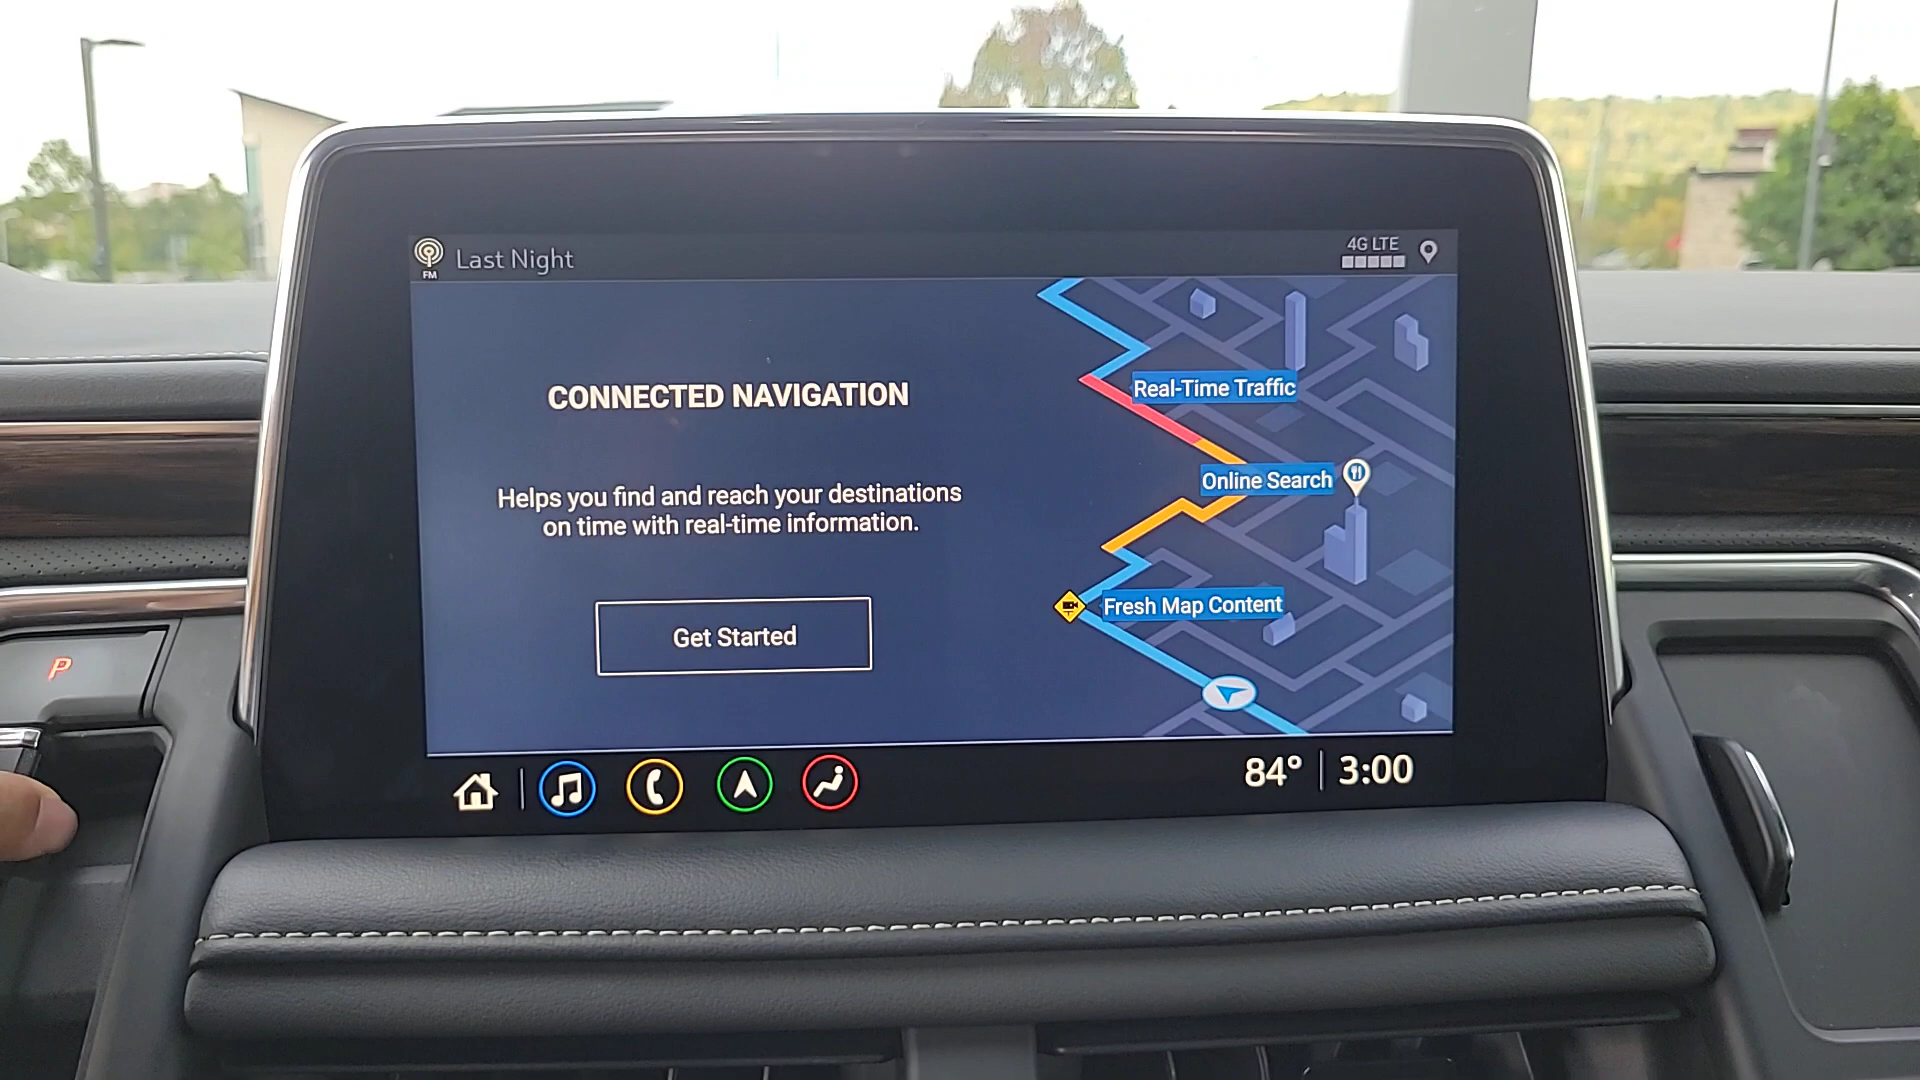 FM
Last Night
4G LTE
CONNECTED NAVIGATION
Helps you find and reach your destinations
on time with real-time information.
Get Started
Real-Time Traffic
Online Search
Fresh Map Content
84° 3:00
P